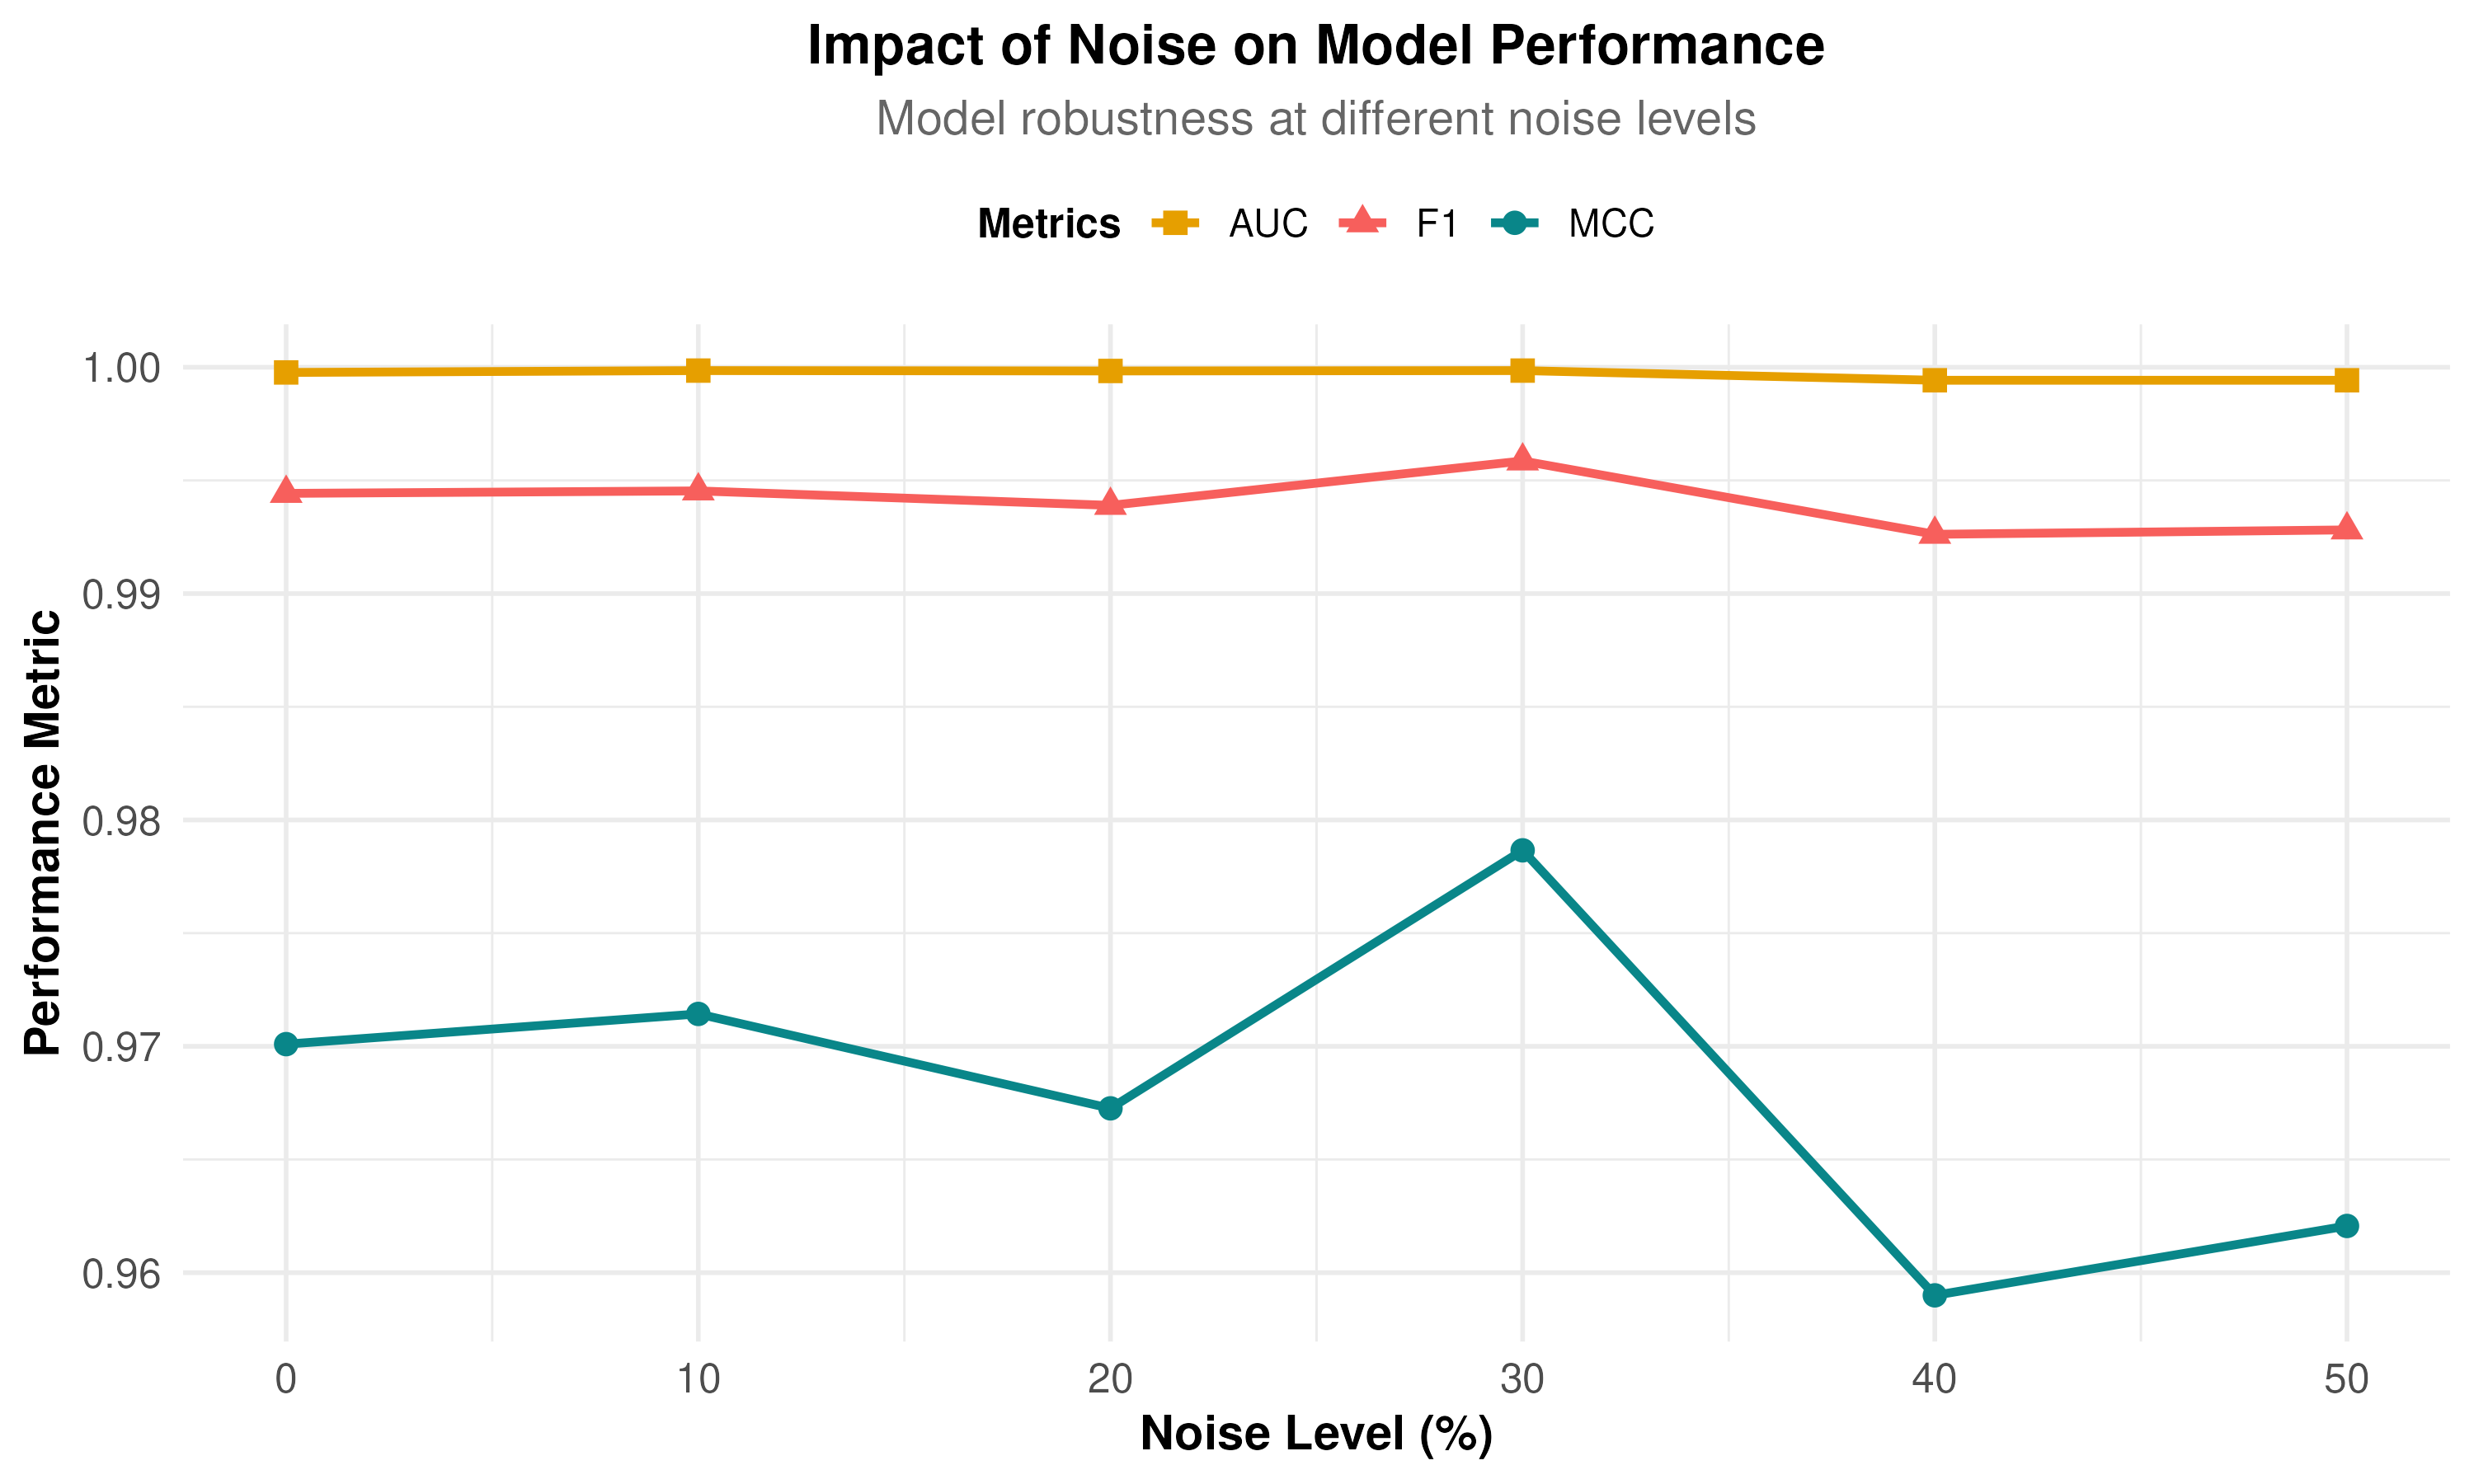 Impact of Noise on Model Performance
Model robustness at different noise levels
Metrics AUC F1 MCC
1.00
0.99
0.98
0.97
0.96
Performance Metric
0 10 20 30 40 50
Noise Level (%)